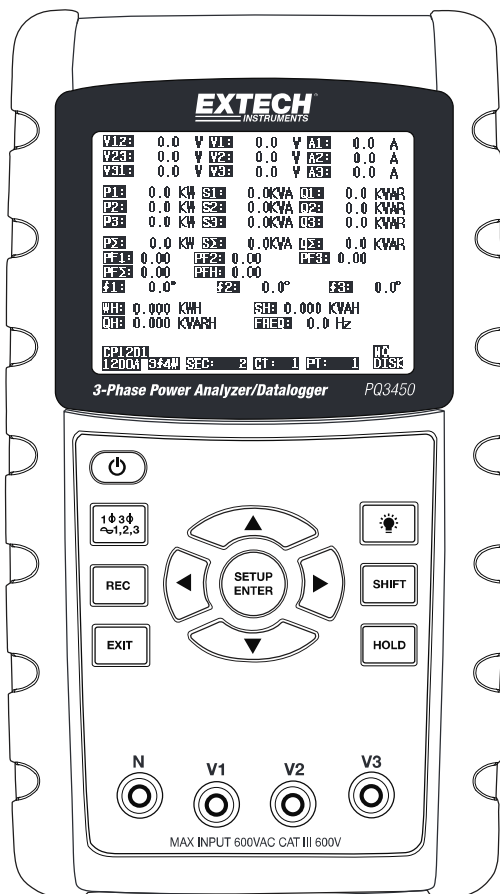 EXTECH
INSTRUMENTS
V12: 0.0 V V1: 0.0 V A1: 0.0 A
V23: 0.0 V V2: 0.0 V A2: 0.0 A
V31: 0.0 V V3: 0.0 V A3: 0.0 A
P1: 0.0 KW S1: 0.0KVA Q1: 0.0 KVAR
P2: 0.0 KW S2: 0.0KVA Q2: 0.0 KVAR
P3: 0.0 KW S3: 0.0KVA Q3: 0.0 KVAR
PΣ: 0.0 KW SΣ: 0.0KVA QΣ: 0.0 KVAR
PF1: 0.00 PF2: 0.00 PF3: 0.00
PFΣ: 0.00 PFH: 0.00
ϕ1: 0.0° ϕ2: 0.0° ϕ3: 0.0°
WH: 0.000 KWH SH: 0.000 KVAH
QH: 0.000 KVARH FREQ: 0.0 Hz
CP1201 NO
1200A 3ϕ4W SEC: 2 CT: 1 PT: 1 DISK
3-Phase Power Analyzer/Datalogger PQ3450
1ϕ 3ϕ
∿1,2,3
REC
SETUP
ENTER
SHIFT
EXIT
HOLD
N V1 V2 V3
MAX INPUT 600VAC CAT III 600V